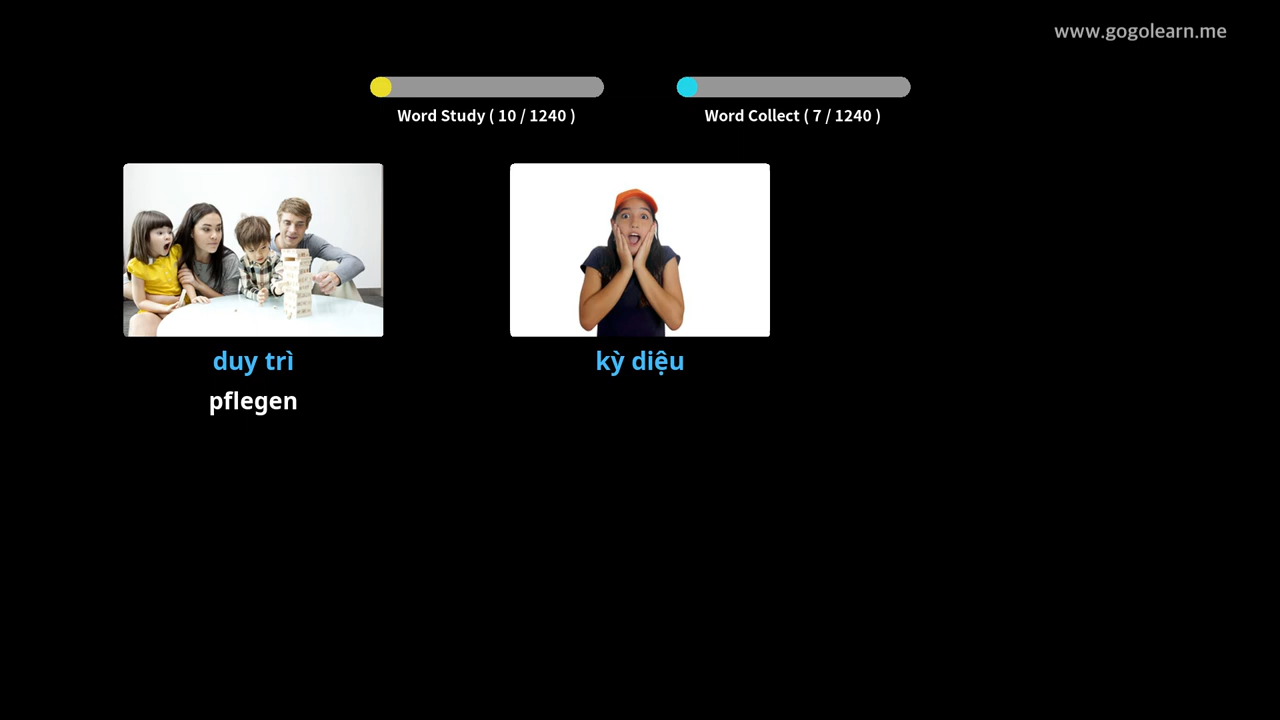 www.gogolearn.me
Word Study ( 10 / 1240 )
Word Collect ( 7 / 1240 )
duy trì
kỳ diệu
pflegen